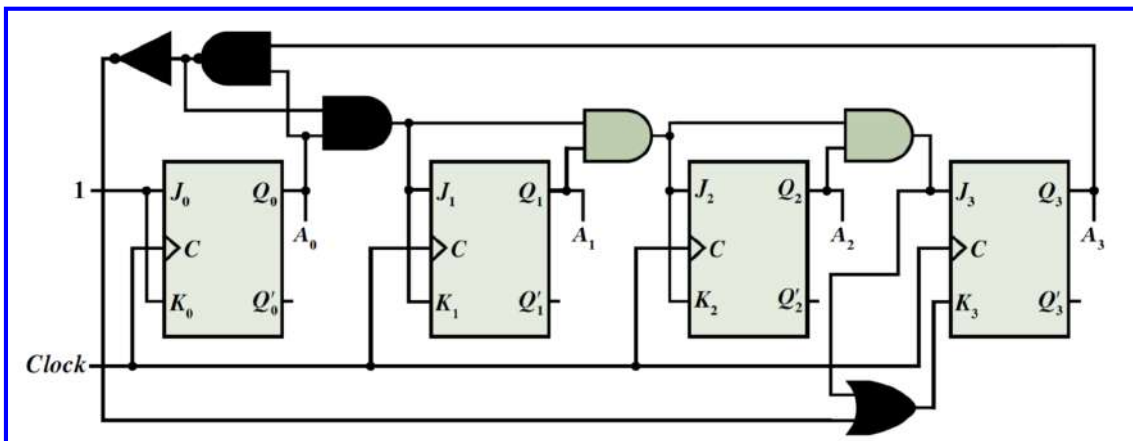 1
J₀ Q₀
C
K₀ Q′₀
A₀
J₁ Q₁
C
K₁ Q′₁
A₁
J₂ Q₂
C
K₂ Q′₂
A₂
J₃ Q₃
C
K₃ Q′₃
A₃
Clock